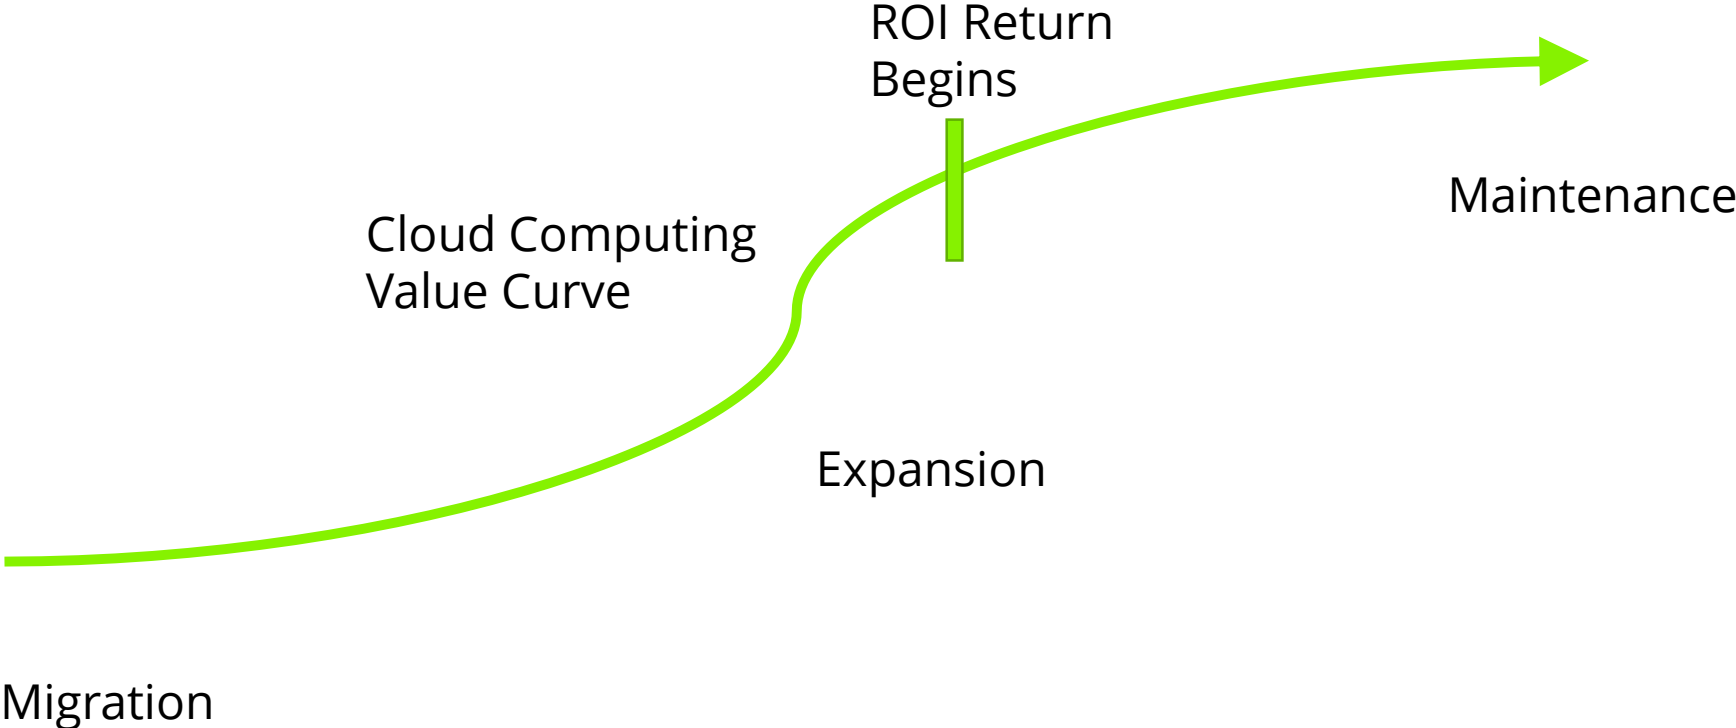 ROI Return
Begins
Maintenance
Cloud Computing
Value Curve
Expansion
Migration